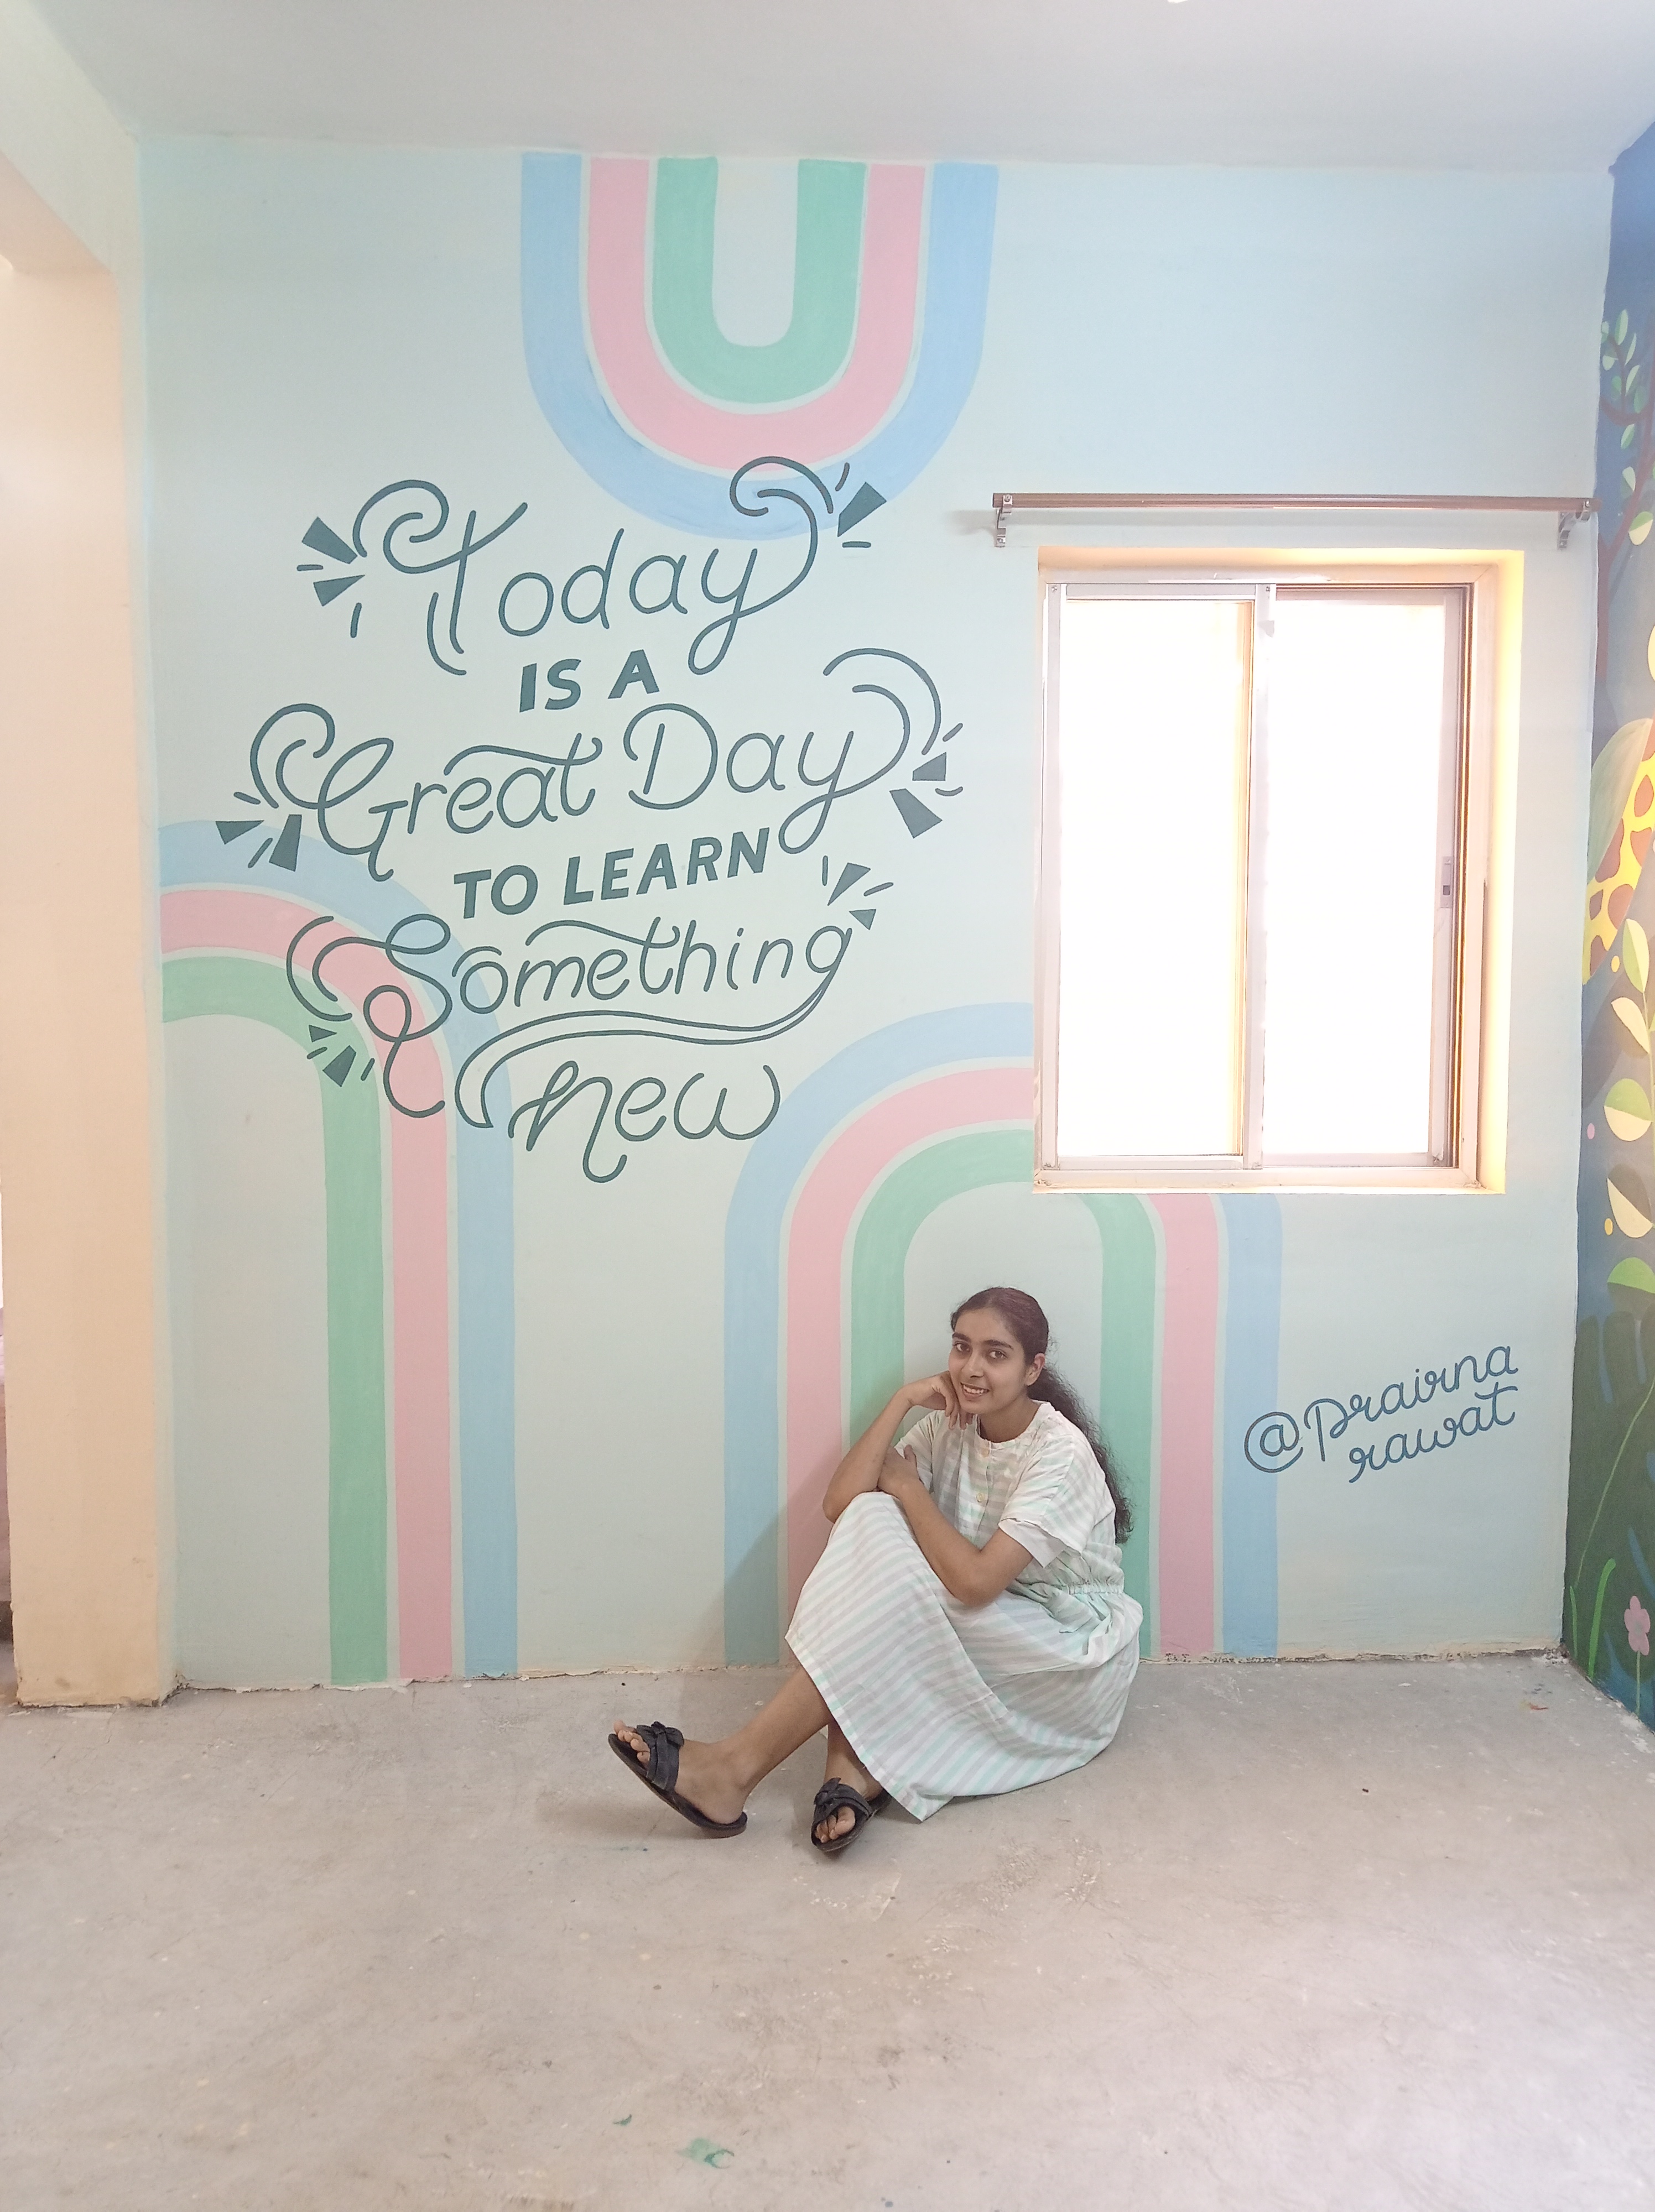 Today
IS A
Great Day
TO LEARN
Something
new
@prairna
rawat